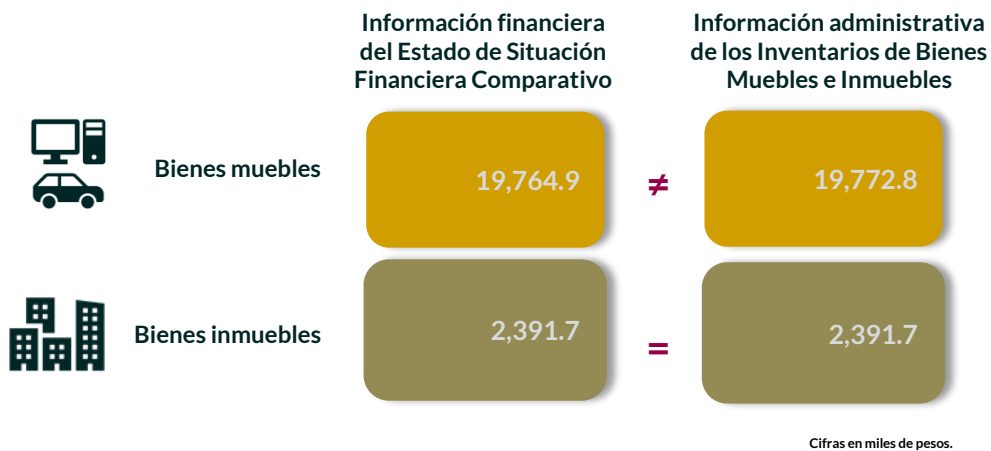 Información financiera
del Estado de Situación
Financiera Comparativo
Información administrativa
de los Inventarios de Bienes
Muebles e Inmuebles
Bienes muebles
19,764.9
≠
19,772.8
Bienes inmuebles
2,391.7
=
2,391.7
Cifras en miles de pesos.